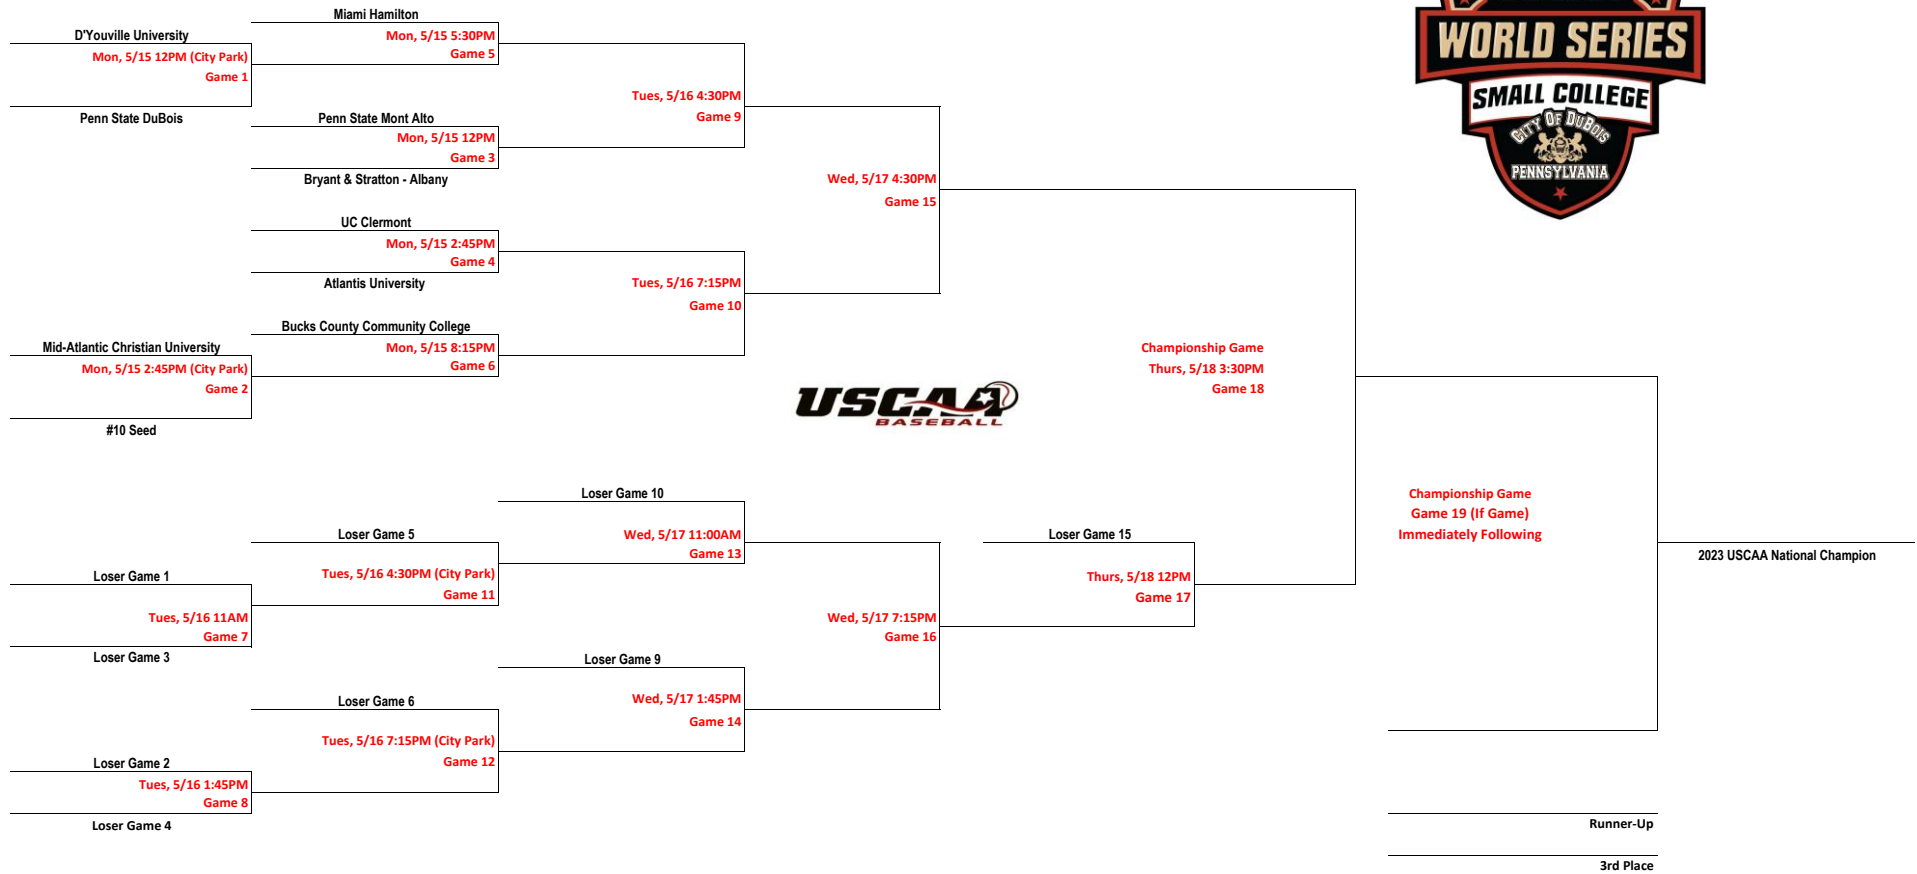 WORLD SERIES
SMALL COLLEGE
CITY OF DUBOIS
PENNSYLVANIA
Miami Hamilton
D'Youville University
Mon, 5/15 5:30PM
Game 5
Mon, 5/15 12PM (City Park)
Game 1
Penn State DuBois
Tues, 5/16 4:30PM
Game 9
Penn State Mont Alto
Mon, 5/15 12PM
Game 3
Bryant & Stratton - Albany
Wed, 5/17 4:30PM
Game 15
UC Clermont
Mon, 5/15 2:45PM
Game 4
Atlantis University
Tues, 5/16 7:15PM
Game 10
Bucks County Community College
Mid-Atlantic Christian University
Mon, 5/15 8:15PM
Game 6
Mon, 5/15 2:45PM (City Park)
Game 2
#10 Seed
Championship Game
Thurs, 5/18 3:30PM
Game 18
USCAA
BASEBALL
Loser Game 10
Wed, 5/17 11:00AM
Game 13
Loser Game 5
Tues, 5/16 4:30PM (City Park)
Game 11
Loser Game 1
Tues, 5/16 11AM
Game 7
Loser Game 3
Loser Game 15
Thurs, 5/18 12PM
Game 17
Championship Game
Game 19 (If Game)
Immediately Following
2023 USCAA National Champion
Wed, 5/17 7:15PM
Game 16
Loser Game 9
Wed, 5/17 1:45PM
Game 14
Loser Game 6
Tues, 5/16 7:15PM (City Park)
Game 12
Loser Game 2
Tues, 5/16 1:45PM
Game 8
Loser Game 4
Runner-Up
3rd Place